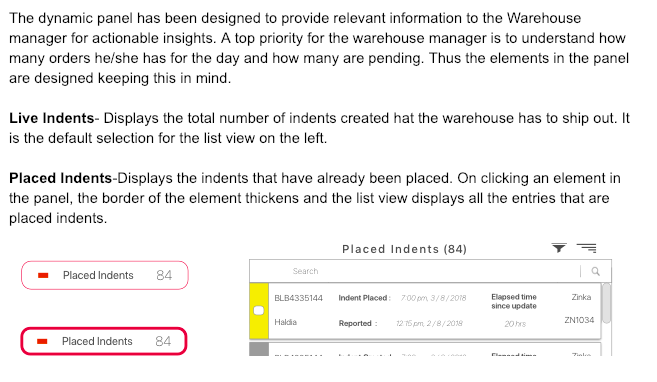 The dynamic panel has been designed to provide relevant information to the Warehouse
manager for actionable insights. A top priority for the warehouse manager is to understand how
many orders he/she has for the day and how many are pending. Thus the elements in the panel
are designed keeping this in mind.
Live Indents- Displays the total number of indents created hat the warehouse has to ship out. It
is the default selection for the list view on the left.
Placed Indents-Displays the indents that have already been placed. On clicking an element in
the panel, the border of the element thickens and the list view displays all the entries that are
placed indents.
Placed Indents 84
Placed Indents 84
Placed Indents (84)
Search
BLB4335144 Indent Placed : 7:00 pm, 3 / 8 / 2018 Elapsed time Zinka
since update
Haldia Reported : 12:15 pm, 2 / 8 / 2018 20 hrs ZN1034